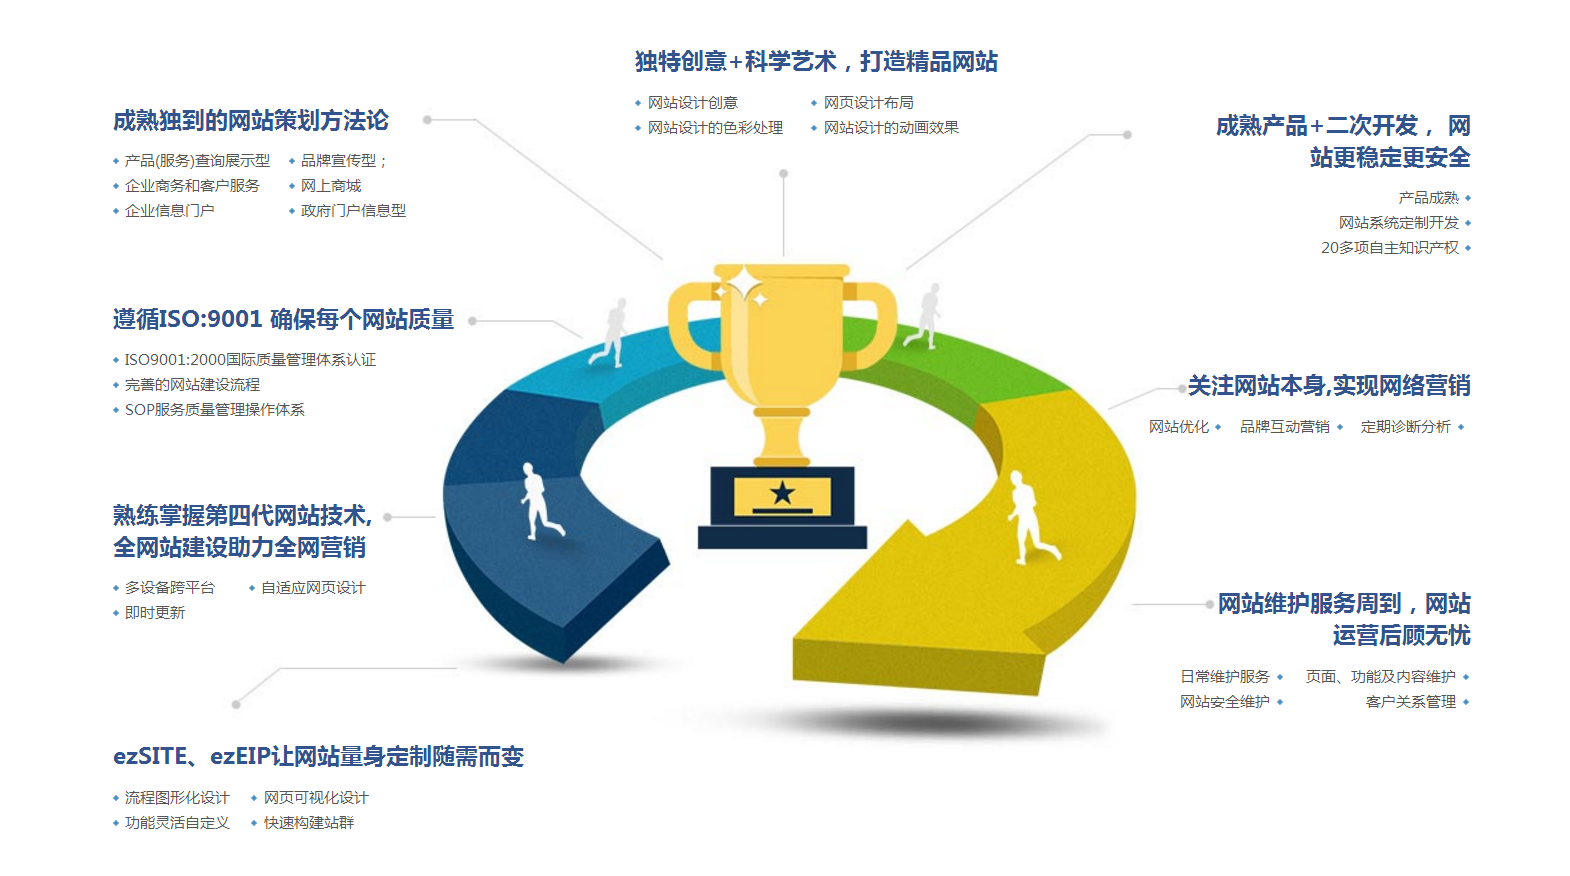 独特创意+科学艺术，打造精品网站
网站设计创意
网页设计布局
网站设计的色彩处理
网站设计的动画效果
成熟独到的网站策划方法论
产品(服务)查询展示型
品牌宣传型；
企业商务和客户服务
网上商城
企业信息门户
政府门户信息型
成熟产品+二次开发， 网
站更稳定更安全
产品成熟
网站系统定制开发
20多项自主知识产权
遵循ISO:9001 确保每个网站质量
ISO9001:2000国际质量管理体系认证
完善的网站建设流程
SOP服务质量管理操作体系
关注网站本身,实现网络营销
网站优化
品牌互动营销
定期诊断分析
熟练掌握第四代网站技术,
全网站建设助力全网营销
多设备跨平台
自适应网页设计
即时更新
网站维护服务周到，网站
运营后顾无忧
日常维护服务
页面、功能及内容维护
网站安全维护
客户关系管理
ezSITE、ezEIP让网站量身定制随需而变
流程图形化设计
网页可视化设计
功能灵活自定义
快速构建站群